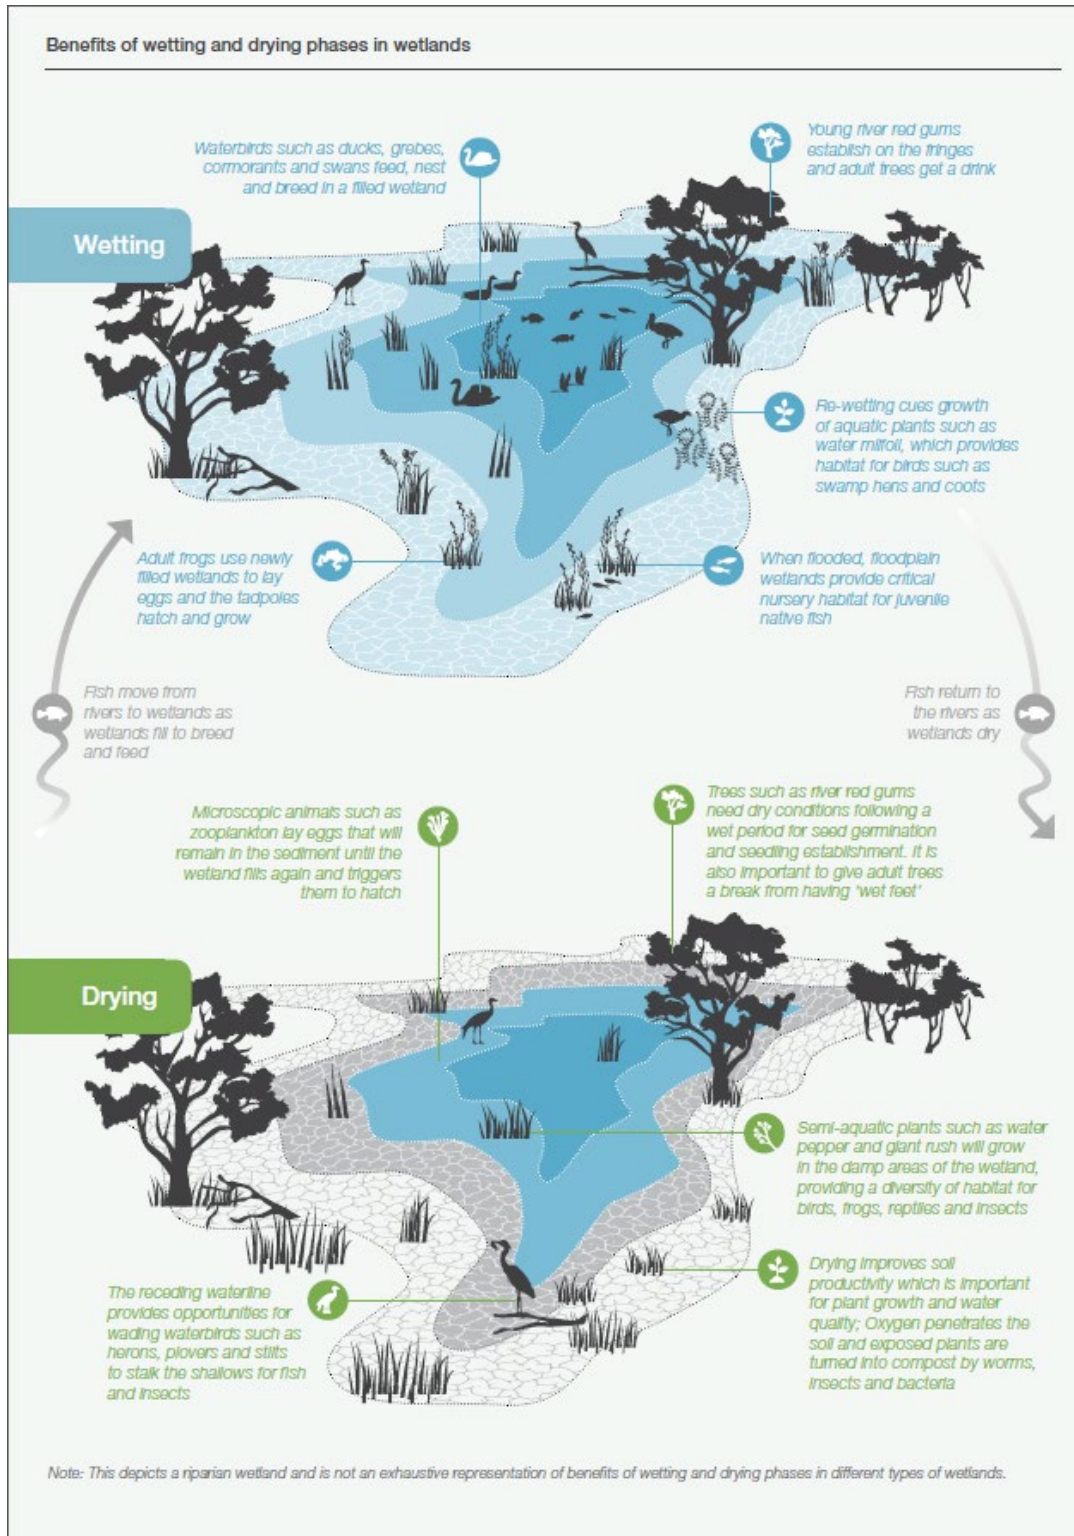 Benefits of wetting and drying phases in wetlands
Waterbirds such as ducks, grebes,
cormorants and swans feed, nest
and breed in a filled wetland
Young river red gums
establish on the fringes
and adult trees get a drink
Wetting
Re-wetting cues growth
of aquatic plants such as
water milfoil, which provides
habitat for birds such as
swamp hens and coots
Adult frogs use newly
filled wetlands to lay
eggs and the tadpoles
hatch and grow
When flooded, floodplain
wetlands provide critical
nursery habitat for juvenile
native fish
Fish move from
rivers to wetlands as
wetlands fill to breed
and feed
Fish return to
the rivers as
wetlands dry
Microscopic animals such as
zooplankton lay eggs that will
remain in the sediment until the
wetland fills again and triggers
them to hatch
Trees such as river red gums
need dry conditions following a
wet period for seed germination
and seedling establishment. It is
also important to give adult trees
a break from having 'wet feet'
Drying
Semi-aquatic plants such as water
pepper and giant rush will grow
in the damp areas of the wetland,
providing a diversity of habitat for
birds, frogs, reptiles and insects
The receding waterline
provides opportunities for
wading waterbirds such as
herons, plovers and stilts
to stalk the shallows for fish
and insects
Drying improves soil
productivity which is important
for plant growth and water
quality; Oxygen penetrates the
soil and exposed plants are
turned into compost by worms,
insects and bacteria
Note: This depicts a riparian wetland and is not an exhaustive representation of benefits of wetting and drying phases in different types of wetlands.